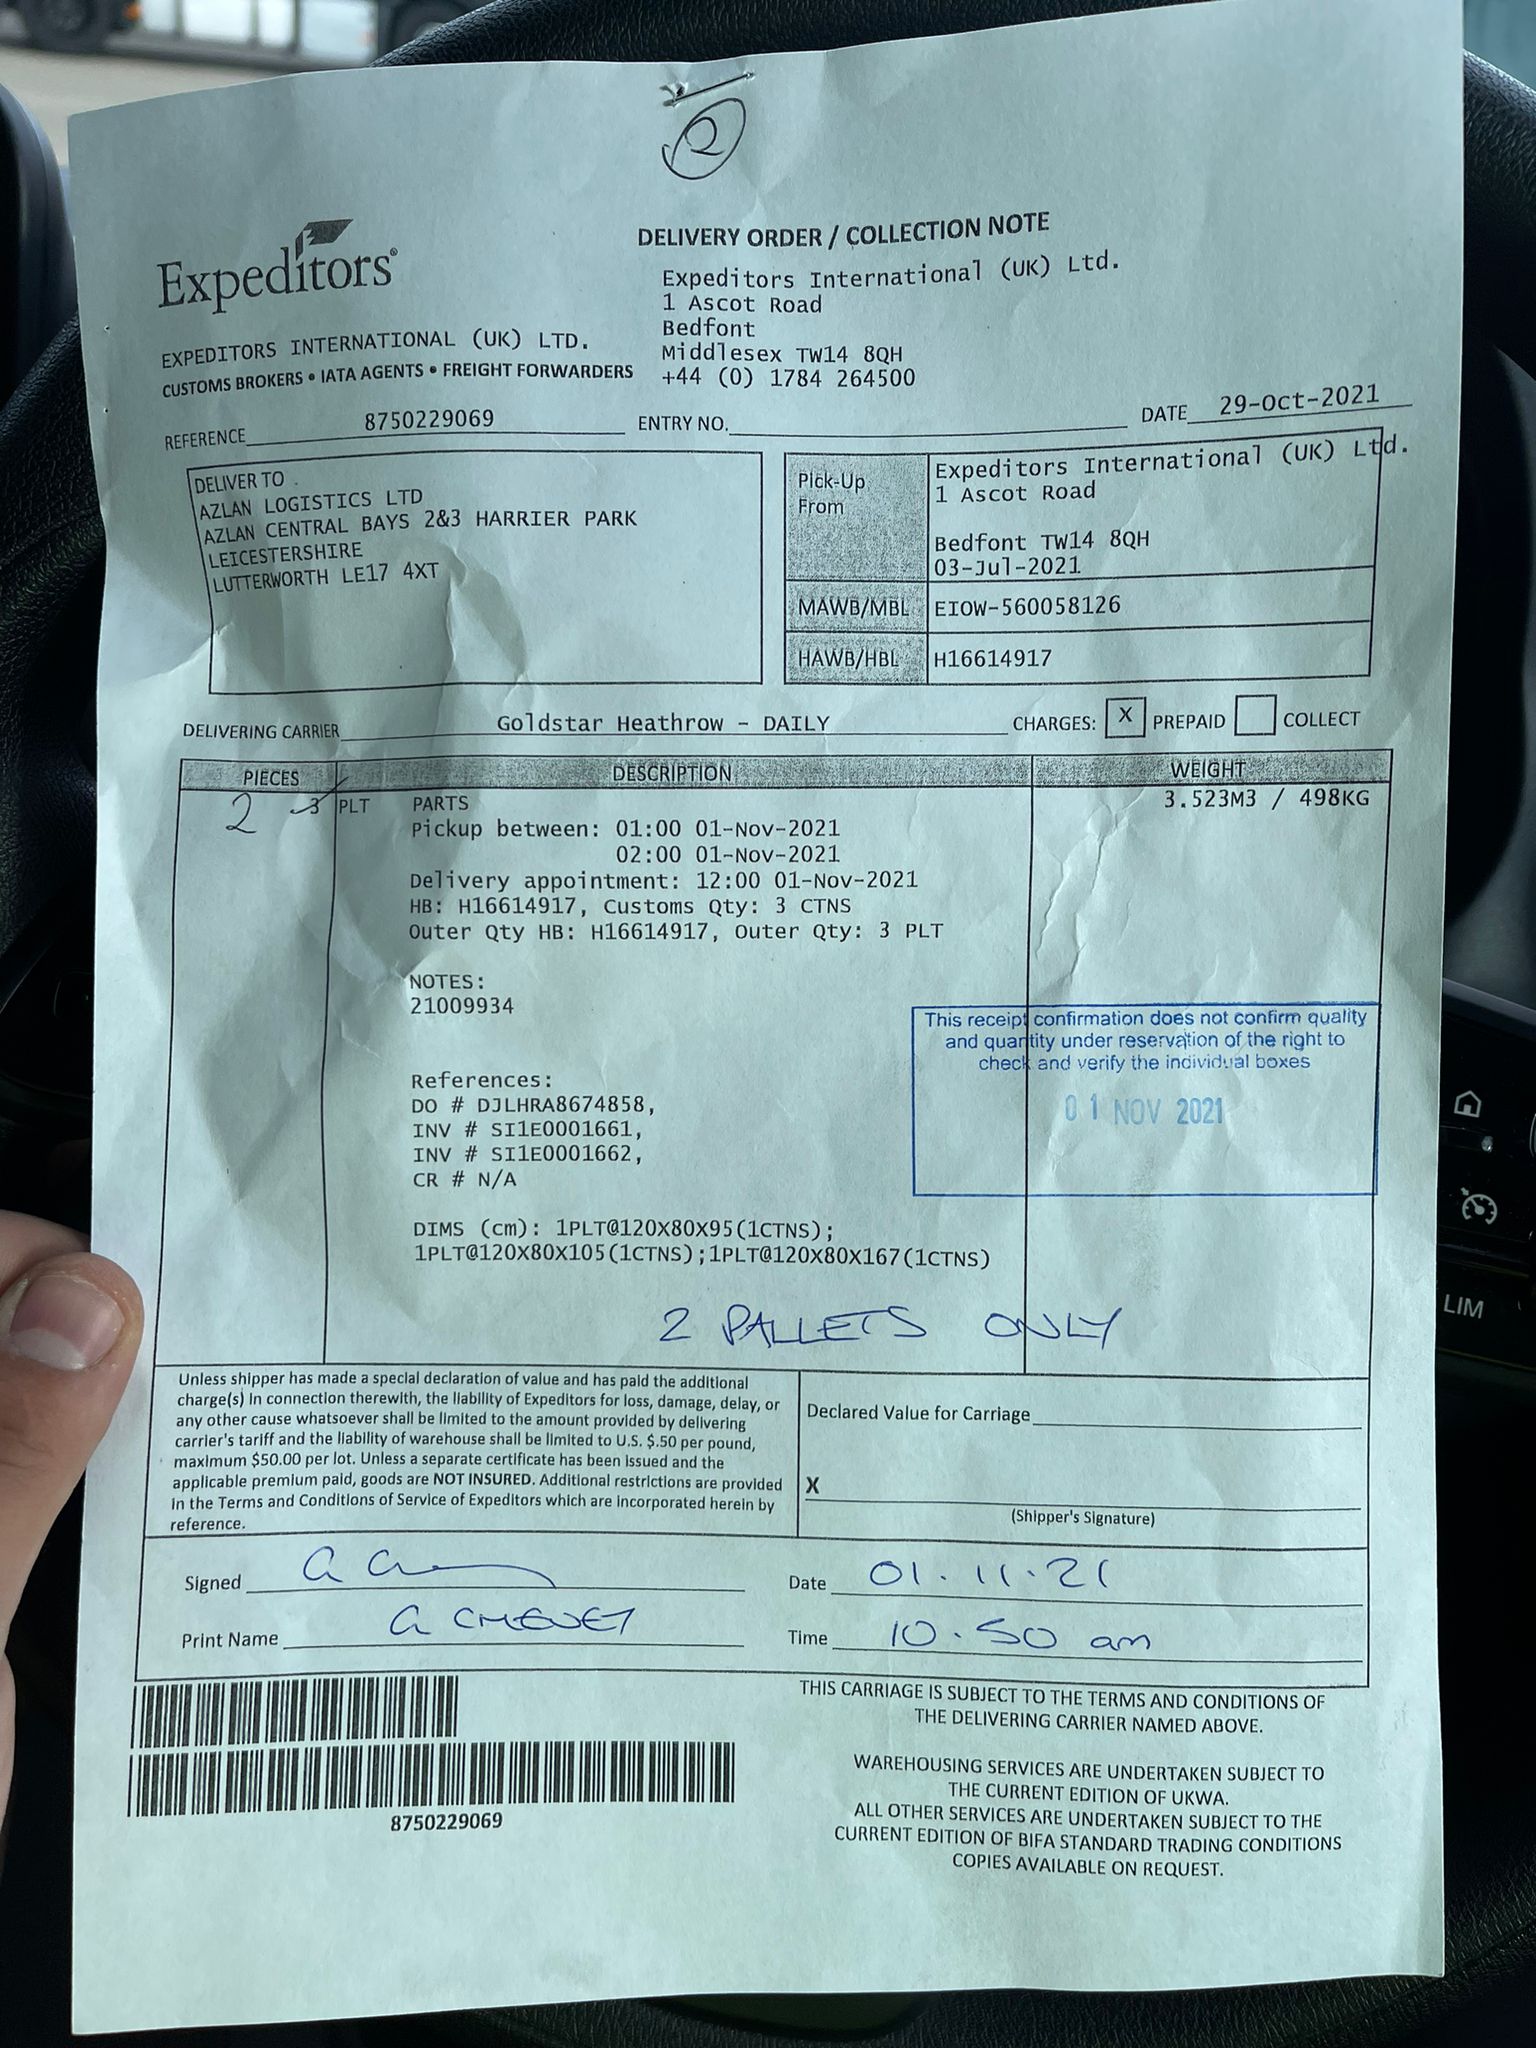 2
DELIVERY ORDER / COLLECTION NOTE
Expeditors®
Expeditors International (UK) Ltd.
1 Ascot Road
Bedfont
Middlesex TW14 8QH
+44 (0) 1784 264500
EXPEDITORS INTERNATIONAL (UK) LTD.
CUSTOMS BROKERS • IATA AGENTS • FREIGHT FORWARDERS
REFERENCE 8750229069 ENTRY NO. DATE 29-Oct-2021
DELIVER TO
AZLAN LOGISTICS LTD
AZLAN CENTRAL BAYS 2&3 HARRIER PARK
LEICESTERSHIRE
LUTTERWORTH LE17 4XT
Pick-Up From
Expeditors International (UK) Ltd.
1 Ascot Road
Bedfont TW14 8QH
03-Jul-2021
MAWB/MBL EIOW-560058126
HAWB/HBL H16614917
DELIVERING CARRIER Goldstar Heathrow - DAILY CHARGES: X PREPAID COLLECT
PIECES DESCRIPTION WEIGHT
2 3 PLT PARTS 3.523M3 / 498KG
Pickup between: 01:00 01-Nov-2021
02:00 01-Nov-2021
Delivery appointment: 12:00 01-Nov-2021
HB: H16614917, Customs Qty: 3 CTNS
Outer Qty HB: H16614917, Outer Qty: 3 PLT
NOTES:
21009934
This receipt confirmation does not confirm quality
and quantity under reservation of the right to
check and verify the individual boxes
01 NOV 2021
References:
DO # DJLHRA8674858,
INV # SI1E0001661,
INV # SI1E0001662,
CR # N/A
DIMS (cm): 1PLT@120X80X95(1CTNS);
1PLT@120X80X105(1CTNS);1PLT@120X80X167(1CTNS)
2 PALLETS ONLY
Unless shipper has made a special declaration of value and has paid the additional
charge(s) in connection therewith, the liability of Expeditors for loss, damage, delay, or
any other cause whatsoever shall be limited to the amount provided by delivering
carrier's tariff and the liability of warehouse shall be limited to U.S. $.50 per pound,
maximum $50.00 per lot. Unless a separate certificate has been issued and the
applicable premium paid, goods are NOT INSURED. Additional restrictions are provided
in the Terms and Conditions of Service of Expeditors which are incorporated herein by
reference.
Declared Value for Carriage
X
(Shipper's Signature)
Signed
Date 01.11.21
Print Name
Time 10.50 am
8750229069
THIS CARRIAGE IS SUBJECT TO THE TERMS AND CONDITIONS OF
THE DELIVERING CARRIER NAMED ABOVE.
WAREHOUSING SERVICES ARE UNDERTAKEN SUBJECT TO
THE CURRENT EDITION OF UKWA.
ALL OTHER SERVICES ARE UNDERTAKEN SUBJECT TO THE
CURRENT EDITION OF BIFA STANDARD TRADING CONDITIONS
COPIES AVAILABLE ON REQUEST.
LIM